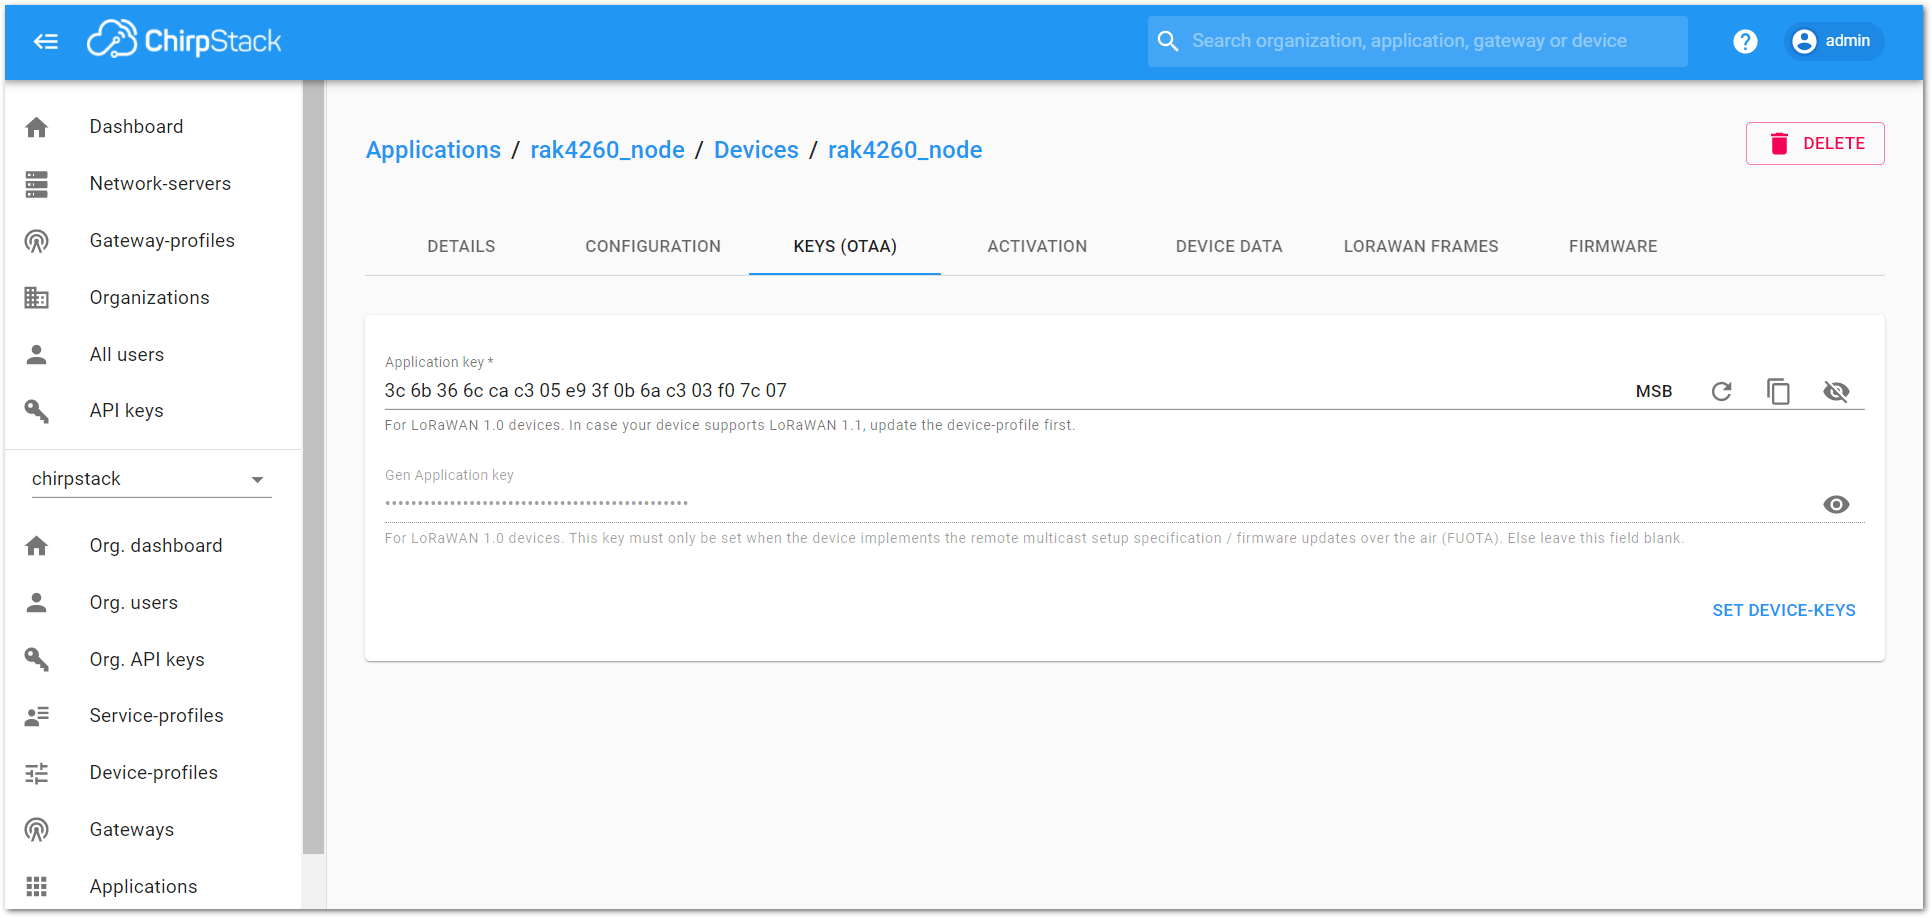 ChirpStack
Search organization, application, gateway or device
? admin
Dashboard
Network-servers
Gateway-profiles
Organizations
All users
API keys
chirpstack
Org. dashboard
Org. users
Org. API keys
Service-profiles
Device-profiles
Gateways
Applications
Applications / rak4260_node / Devices / rak4260_node
DELETE
DETAILS CONFIGURATION KEYS (OTAA) ACTIVATION DEVICE DATA LORAWAN FRAMES FIRMWARE
Application key *
3c 6b 36 6c ca c3 05 e9 3f 0b 6a c3 03 f0 7c 07 MSB
For LoRaWAN 1.0 devices. In case your device supports LoRaWAN 1.1, update the device-profile first.
Gen Application key
••••••••••••••••••••••••••••••••••••••••••••••• 
For LoRaWAN 1.0 devices. This key must only be set when the device implements the remote multicast setup specification / firmware updates over the air (FUOTA). Else leave this field blank.
SET DEVICE-KEYS